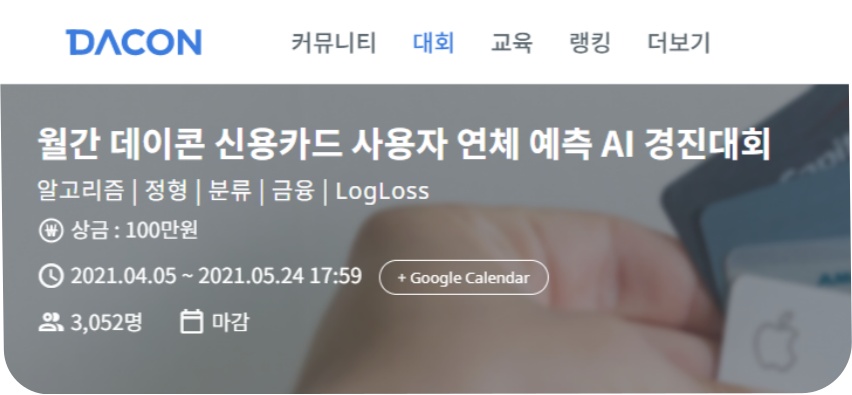 DACON 커뮤니티 대회 교육 랭킹 더보기
월간 데이콘 신용카드 사용자 연체 예측 AI 경진대회
알고리즘 | 정형 | 분류 | 금융 | LogLoss
상금 : 100만원
2021.04.05 ~ 2021.05.24 17:59 + Google Calendar
3,052명 마감